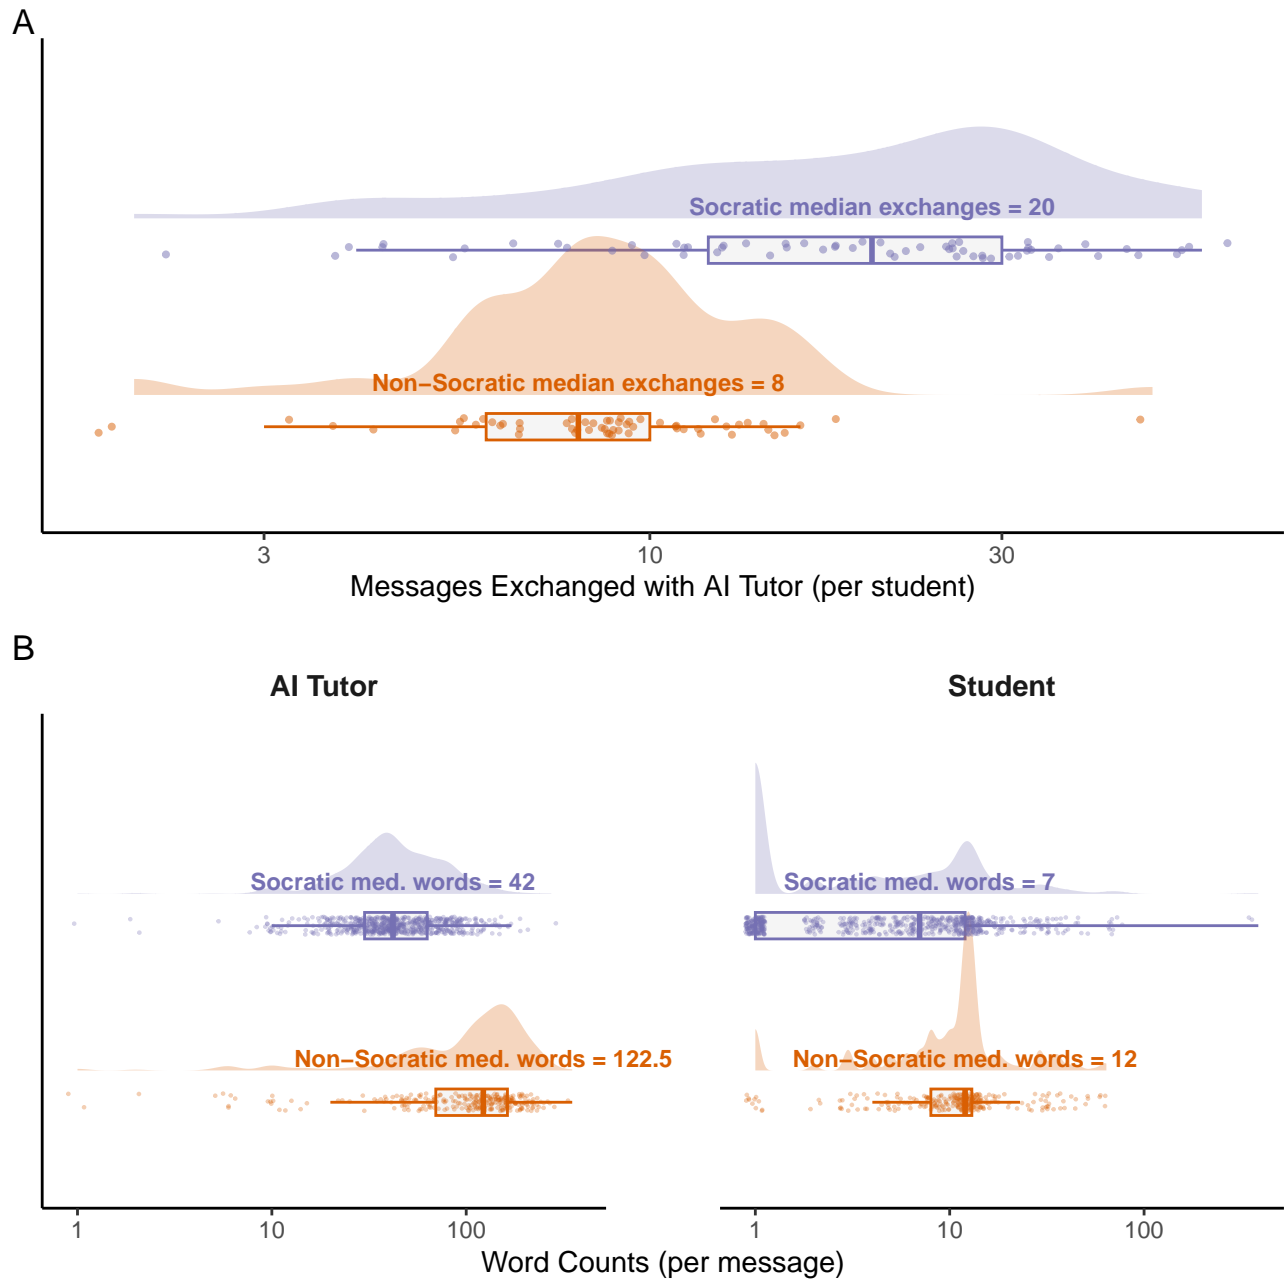 A
Socratic median exchanges = 20
Non−Socratic median exchanges = 8
3 10 30
Messages Exchanged with AI Tutor (per student)
B
AI Tutor Student
Socratic med. words = 42 Socratic med. words = 7
Non−Socratic med. words = 122.5 Non−Socratic med. words = 12
1 10 100 1 10 100
Word Counts (per message)